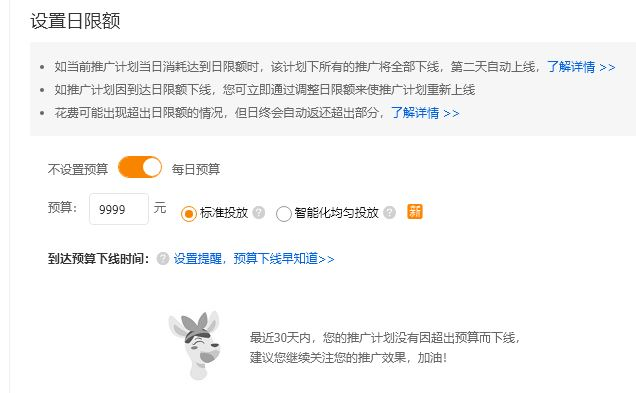 设置日限额
如当前推广计划当日消耗达到日限额时，该计划下所有的推广将全部下线，第二天自动上线，了解详情 >>
如推广计划因到达日限额下线，您可立即通过调整日限额来使推广计划重新上线
花费可能出现超出日限额的情况，但日终会自动返还超出部分，了解详情 >>
不设置预算 每日预算
预算： 9999 元 标准投放 ? 智能化均匀投放 ? 新
到达预算下线时间： ? 设置提醒，预算下线早知道>>
最近30天内，您的推广计划没有因超出预算而下线，
建议您继续关注您的推广效果，加油！